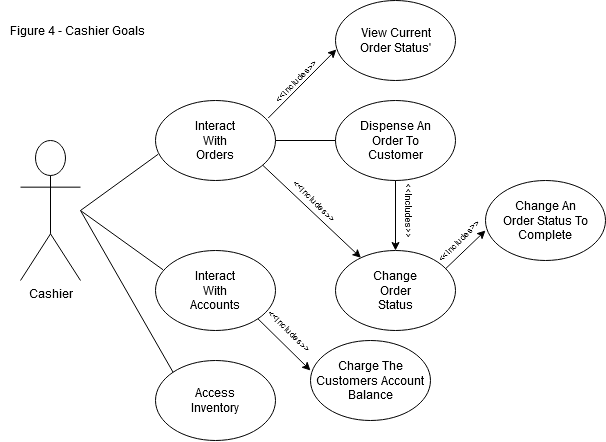 Figure 4 - Cashier Goals
View Current
Order Status'
<<Includes>>
Interact
With
Orders
Dispense An
Order To
Customer
<<Includes>>
<<Includes>>
Change An
Order Status To
Complete
<<Includes>>
Cashier
Interact
With
Accounts
Change
Order
Status
<<Includes>>
Charge The
Customers Account
Balance
Access
Inventory